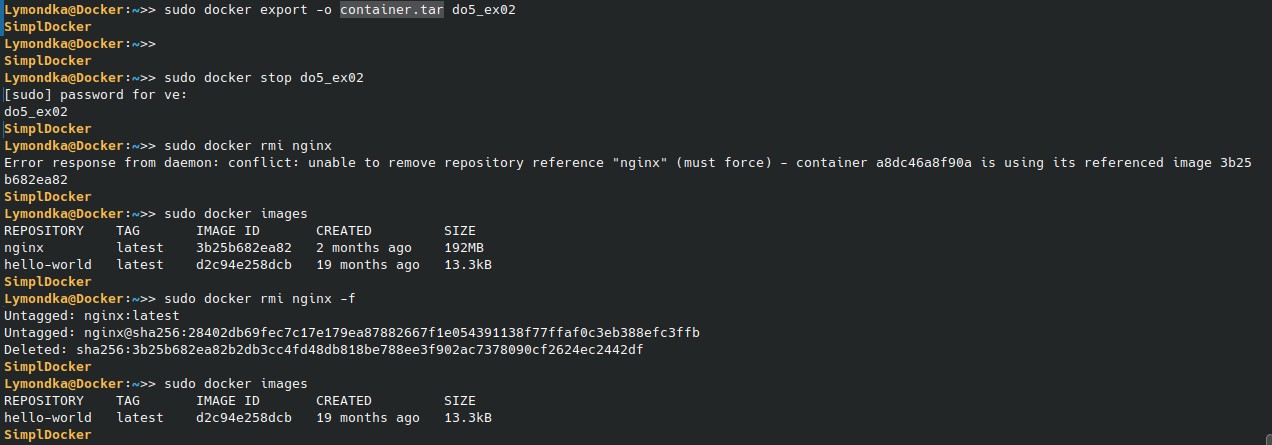 Lymondka@Docker:~>> sudo docker export -o container.tar do5_ex02
SimplDocker
Lymondka@Docker:~>>
SimplDocker
Lymondka@Docker:~>> sudo docker stop do5_ex02
[sudo] password for ve:
do5_ex02
SimplDocker
Lymondka@Docker:~>> sudo docker rmi nginx
Error response from daemon: conflict: unable to remove repository reference "nginx" (must force) - container a8dc46a8f90a is using its referenced image 3b25
b682ea82
SimplDocker
Lymondka@Docker:~>> sudo docker images
REPOSITORY    TAG       IMAGE ID       CREATED         SIZE
nginx         latest    3b25b682ea82   2 months ago    192MB
hello-world   latest    d2c94e258dcb   19 months ago   13.3kB
SimplDocker
Lymondka@Docker:~>> sudo docker rmi nginx -f
Untagged: nginx:latest
Untagged: nginx@sha256:28402db69fec7c17e179ea87882667f1e054391138f77ffaf0c3eb388efc3ffb
Deleted: sha256:3b25b682ea82b2db3cc4fd48db818be788ee3f902ac7378090cf2624ec2442df
SimplDocker
Lymondka@Docker:~>> sudo docker images
REPOSITORY    TAG       IMAGE ID       CREATED         SIZE
hello-world   latest    d2c94e258dcb   19 months ago   13.3kB
SimplDocker